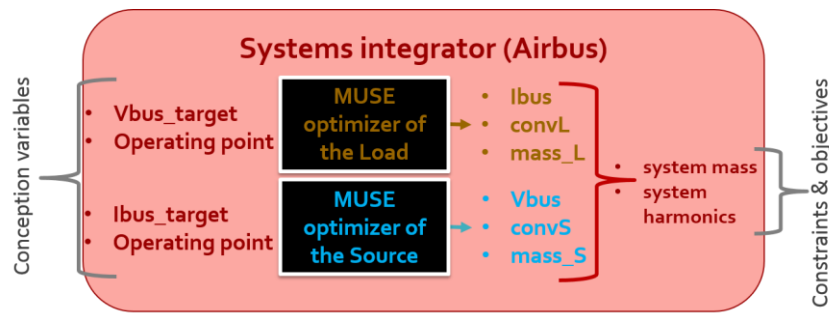 Systems integrator (Airbus)
Conception variables
• Vbus_target
• Operating point
MUSE
optimizer of
the Load
• Ibus
• convL
• mass_L
• Ibus_target
• Operating point
MUSE
optimizer of
the Source
• Vbus
• convS
• mass_S
• system mass
• system
harmonics
Constraints & objectives